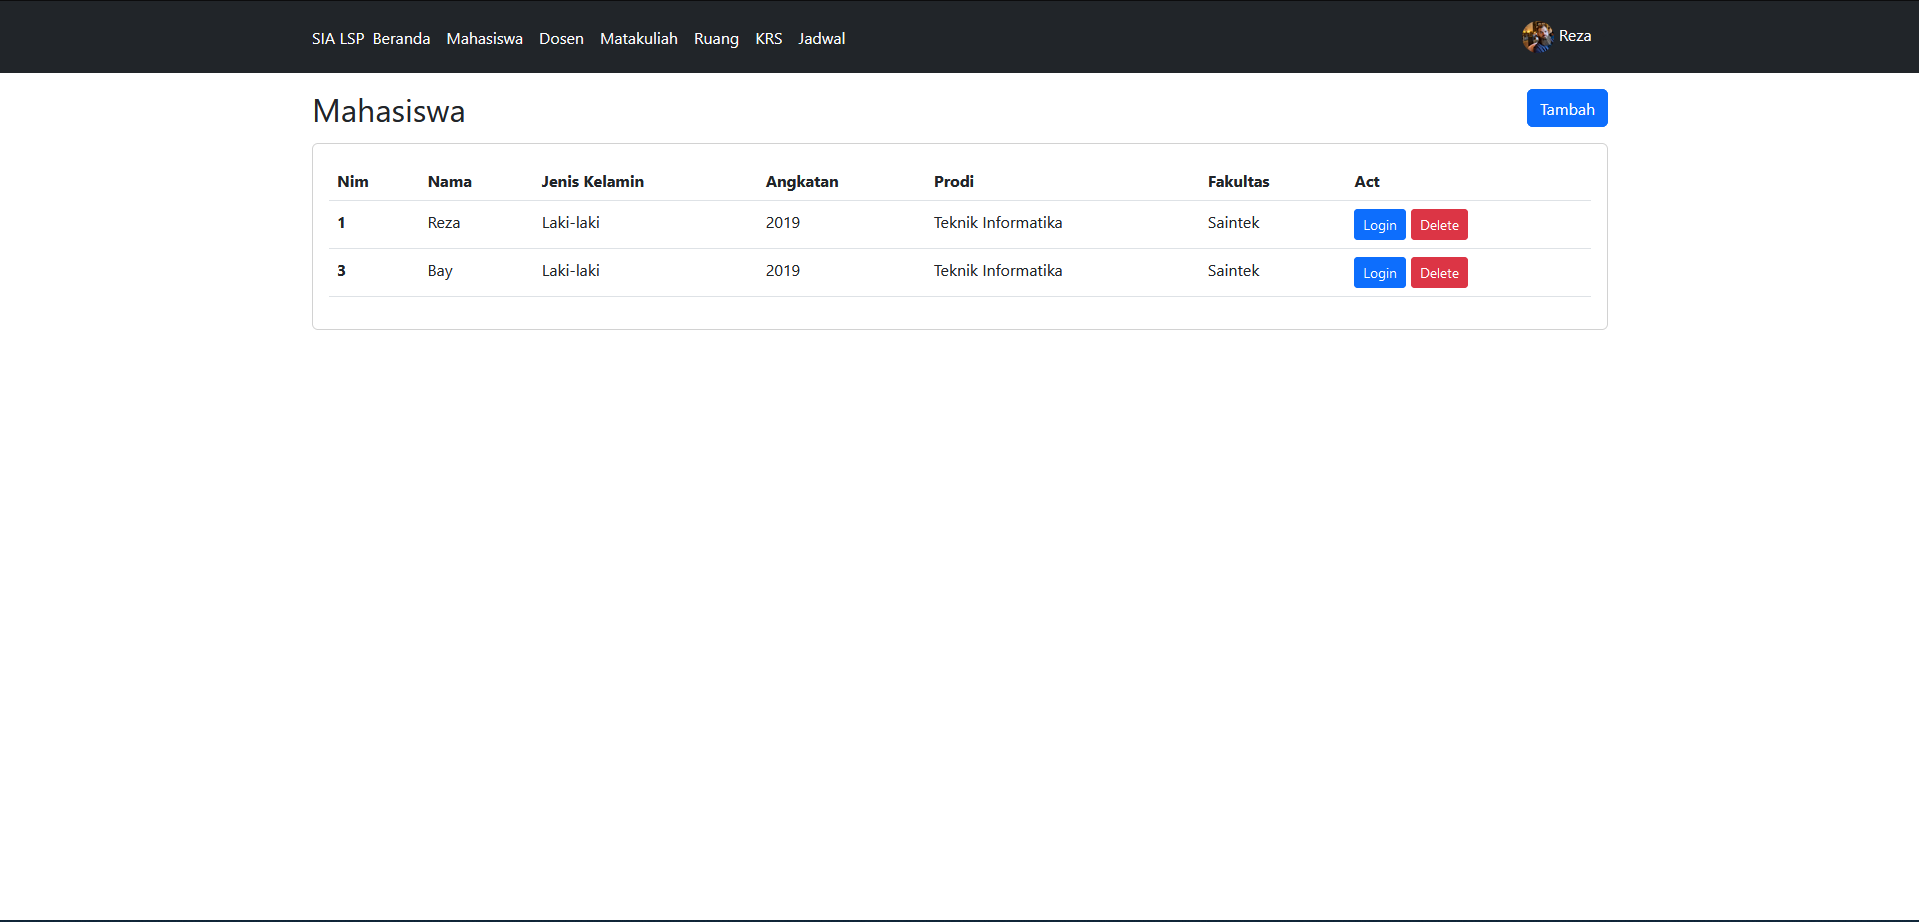 SIA LSP Beranda Mahasiswa Dosen Matakuliah Ruang KRS Jadwal Reza
Mahasiswa Tambah
Nim Nama Jenis Kelamin Angkatan Prodi Fakultas Act
1 Reza Laki-laki 2019 Teknik Informatika Saintek Login Delete
3 Bay Laki-laki 2019 Teknik Informatika Saintek Login Delete